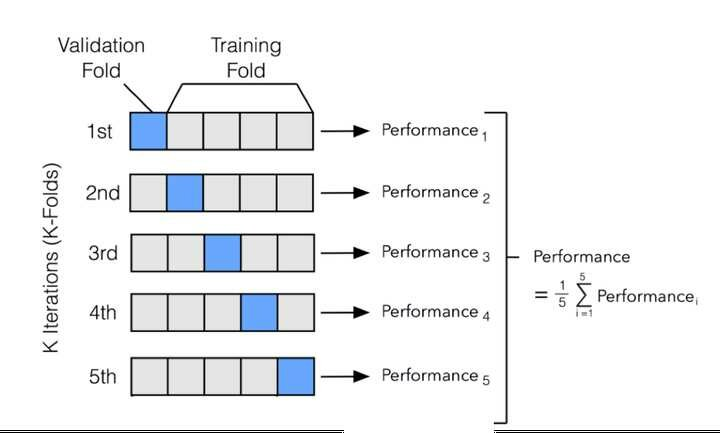 Validation
Fold
Training
Fold
K Iterations (K-Folds)
1st
Performance 1
2nd
Performance 2
3rd
Performance 3
4th
Performance 4
5th
Performance 5
Performance
= 1/5 5 ∑ i=1 Performance i